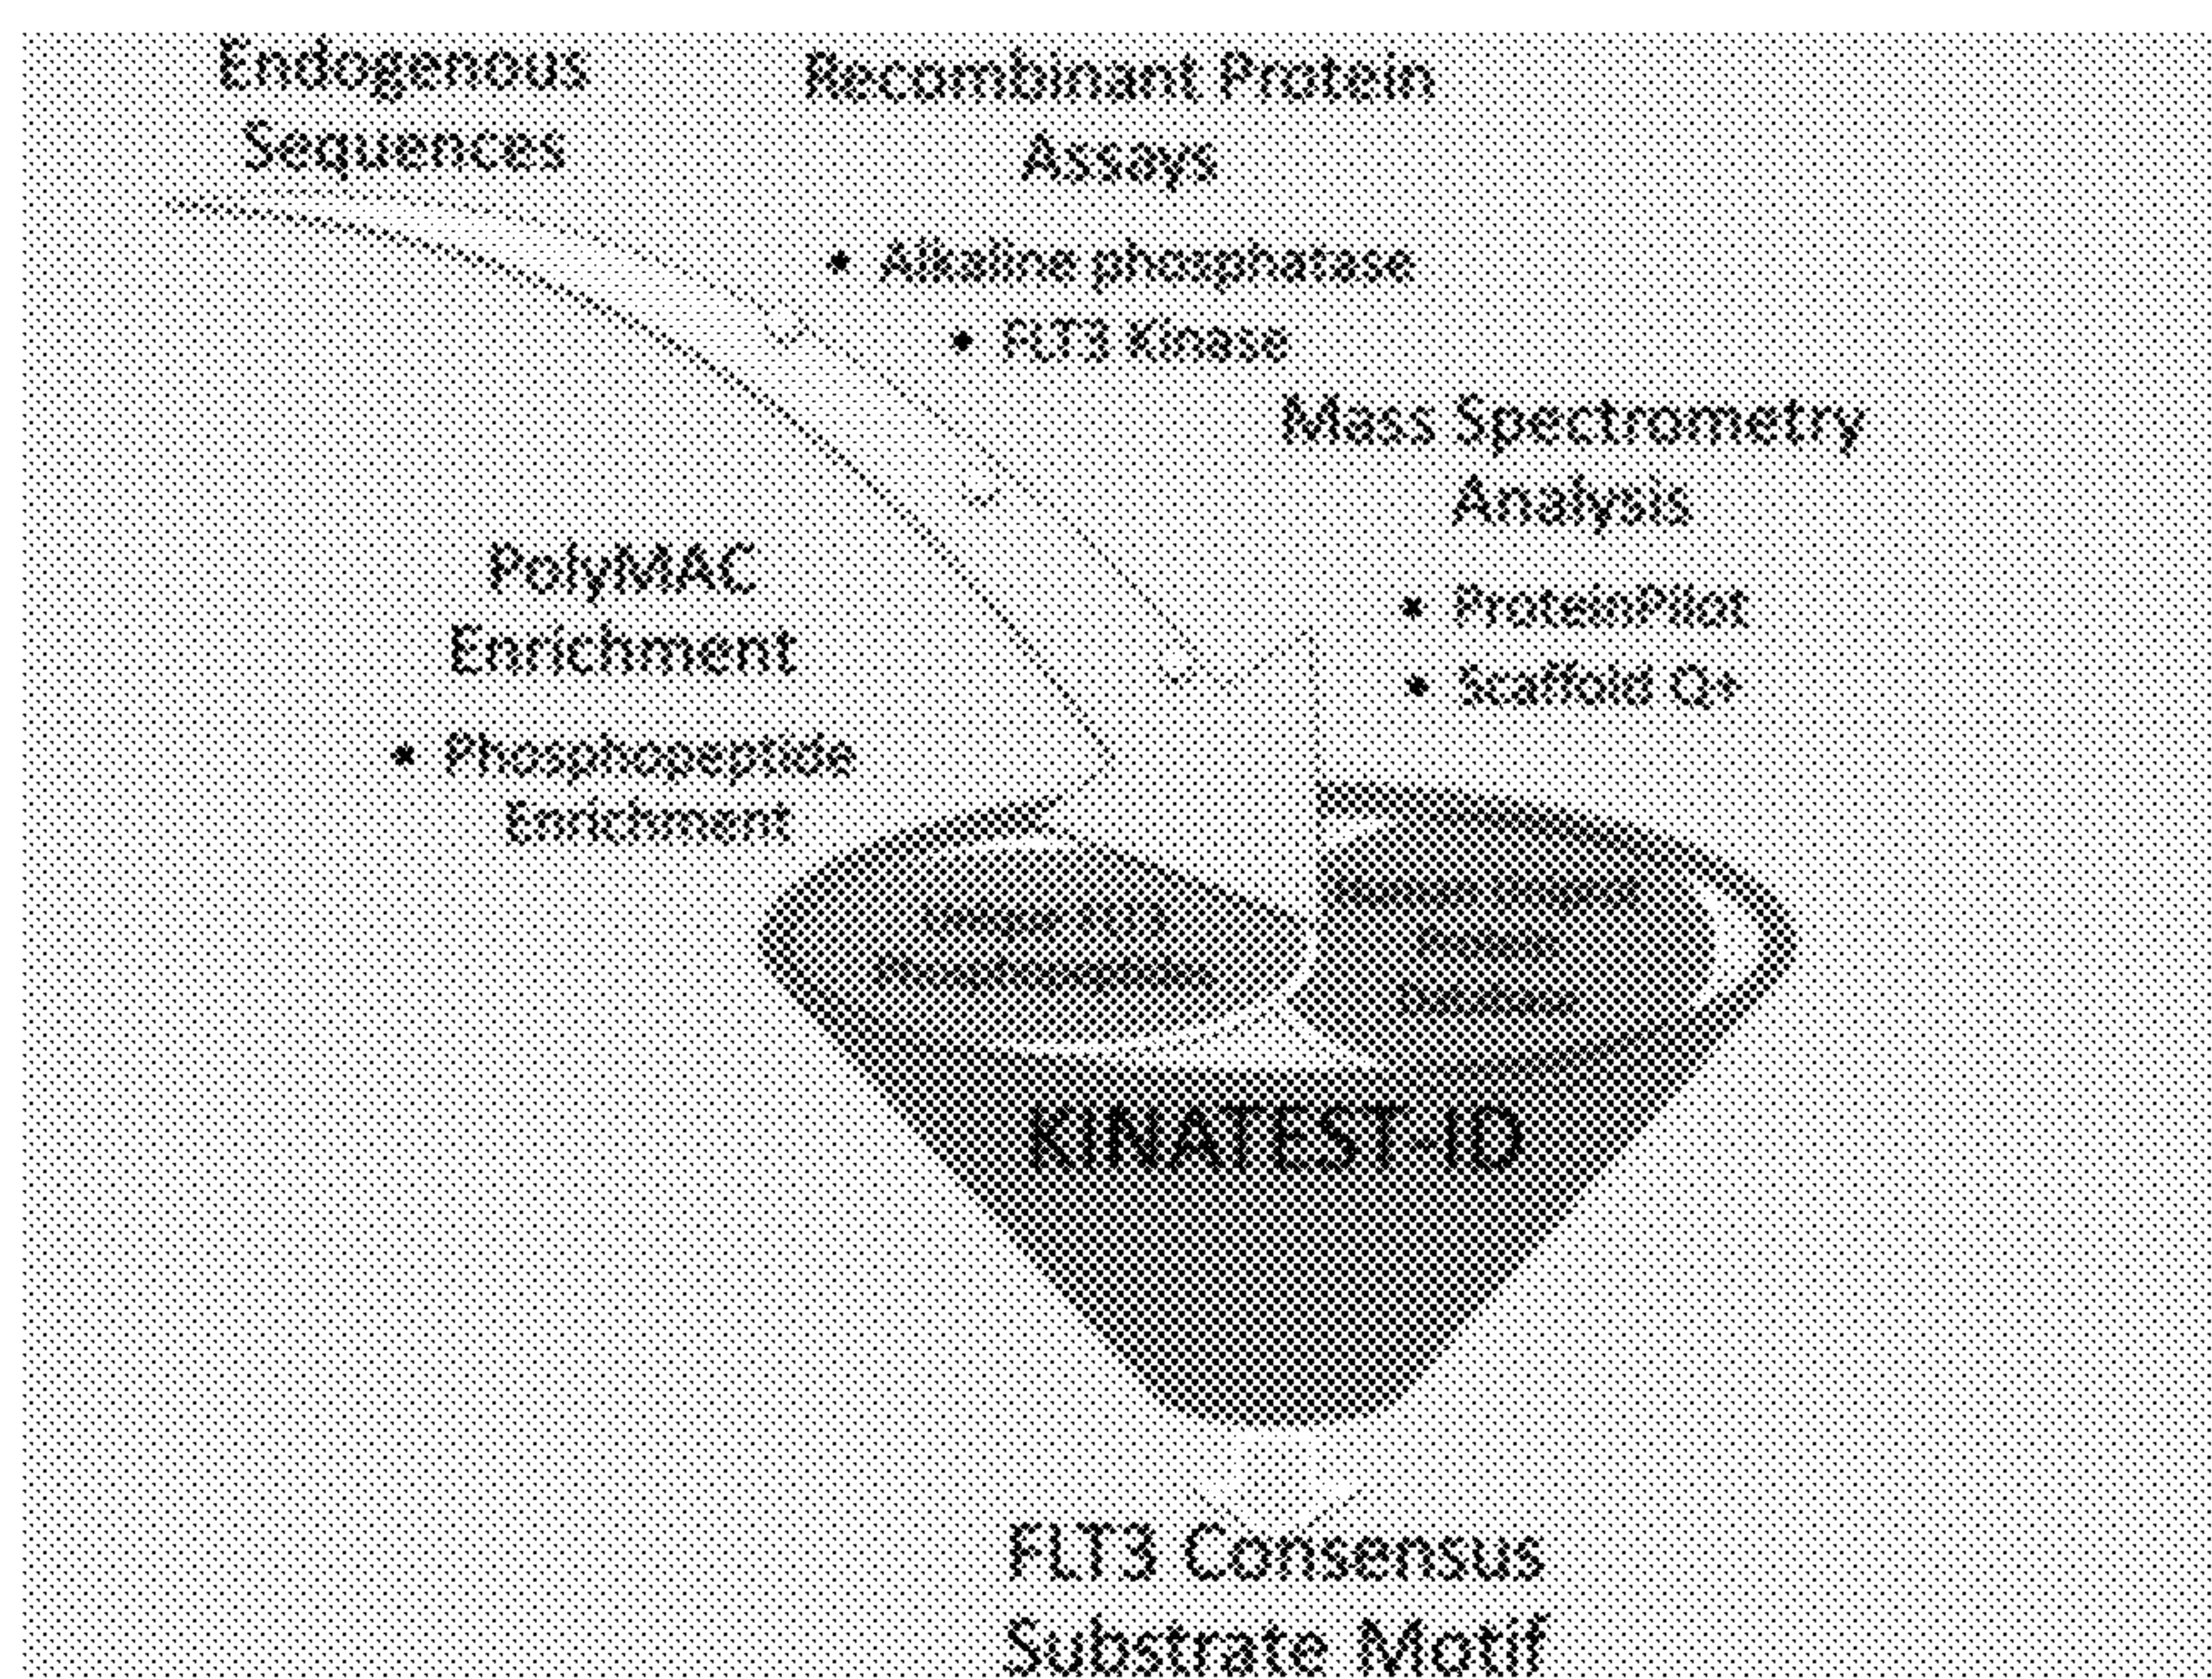 Endogenous
Sequences
Recombinant Protein
Assays
• Alkaline phosphatase
• FLT3 Kinase
Mass Spectrometry
Analysis
• ProteinPilot
• Scaffold Q+
PolyMAC
Enrichment
• Phosphopeptide
Enrichment
KINATEST-ID
FLT3 Consensus
Substrate Motif